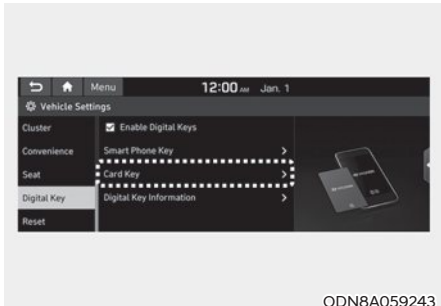 Menu 12:00 AM Jan. 1
Vehicle Settings
Cluster
Enable Digital Keys
Convenience
Smart Phone Key
Seat
Card Key
Digital Key
Digital Key Information
Reset
ODN8A059243